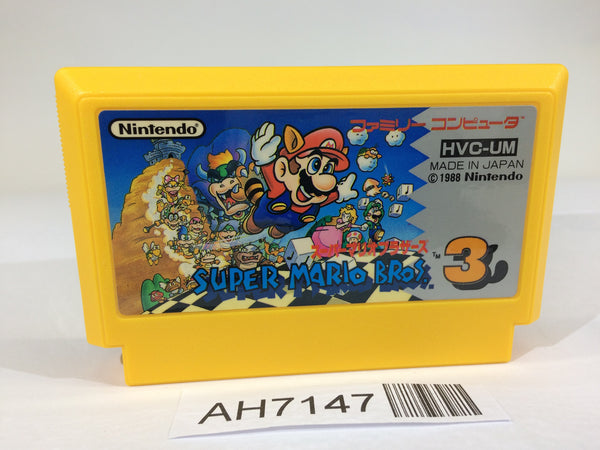 Nintendo
ファミリー コンピュータ
HVC-UM
MADE IN JAPAN
© 1988 Nintendo
スーパーマリオブラザーズ
SUPER MARIO BROS. 3
TM
AH7147